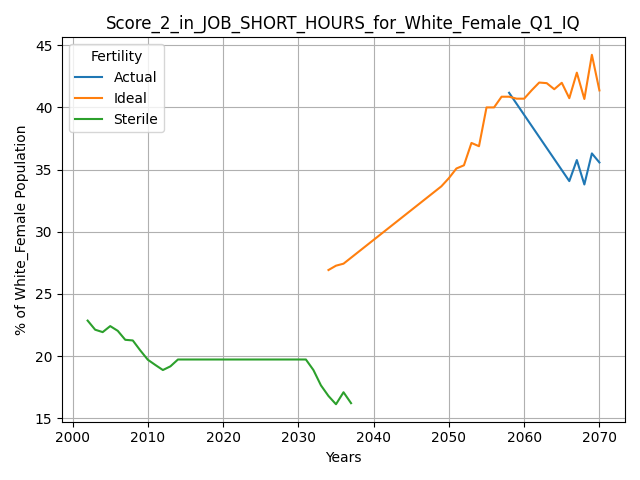 Score_2_in_JOB_SHORT_HOURS_for_White_Female_Q1_IQ
Fertility
Actual
Ideal
Sterile
% of White_Female Population
45
40
35
30
25
20
15
2000 2010 2020 2030 2040 2050 2060 2070
Years